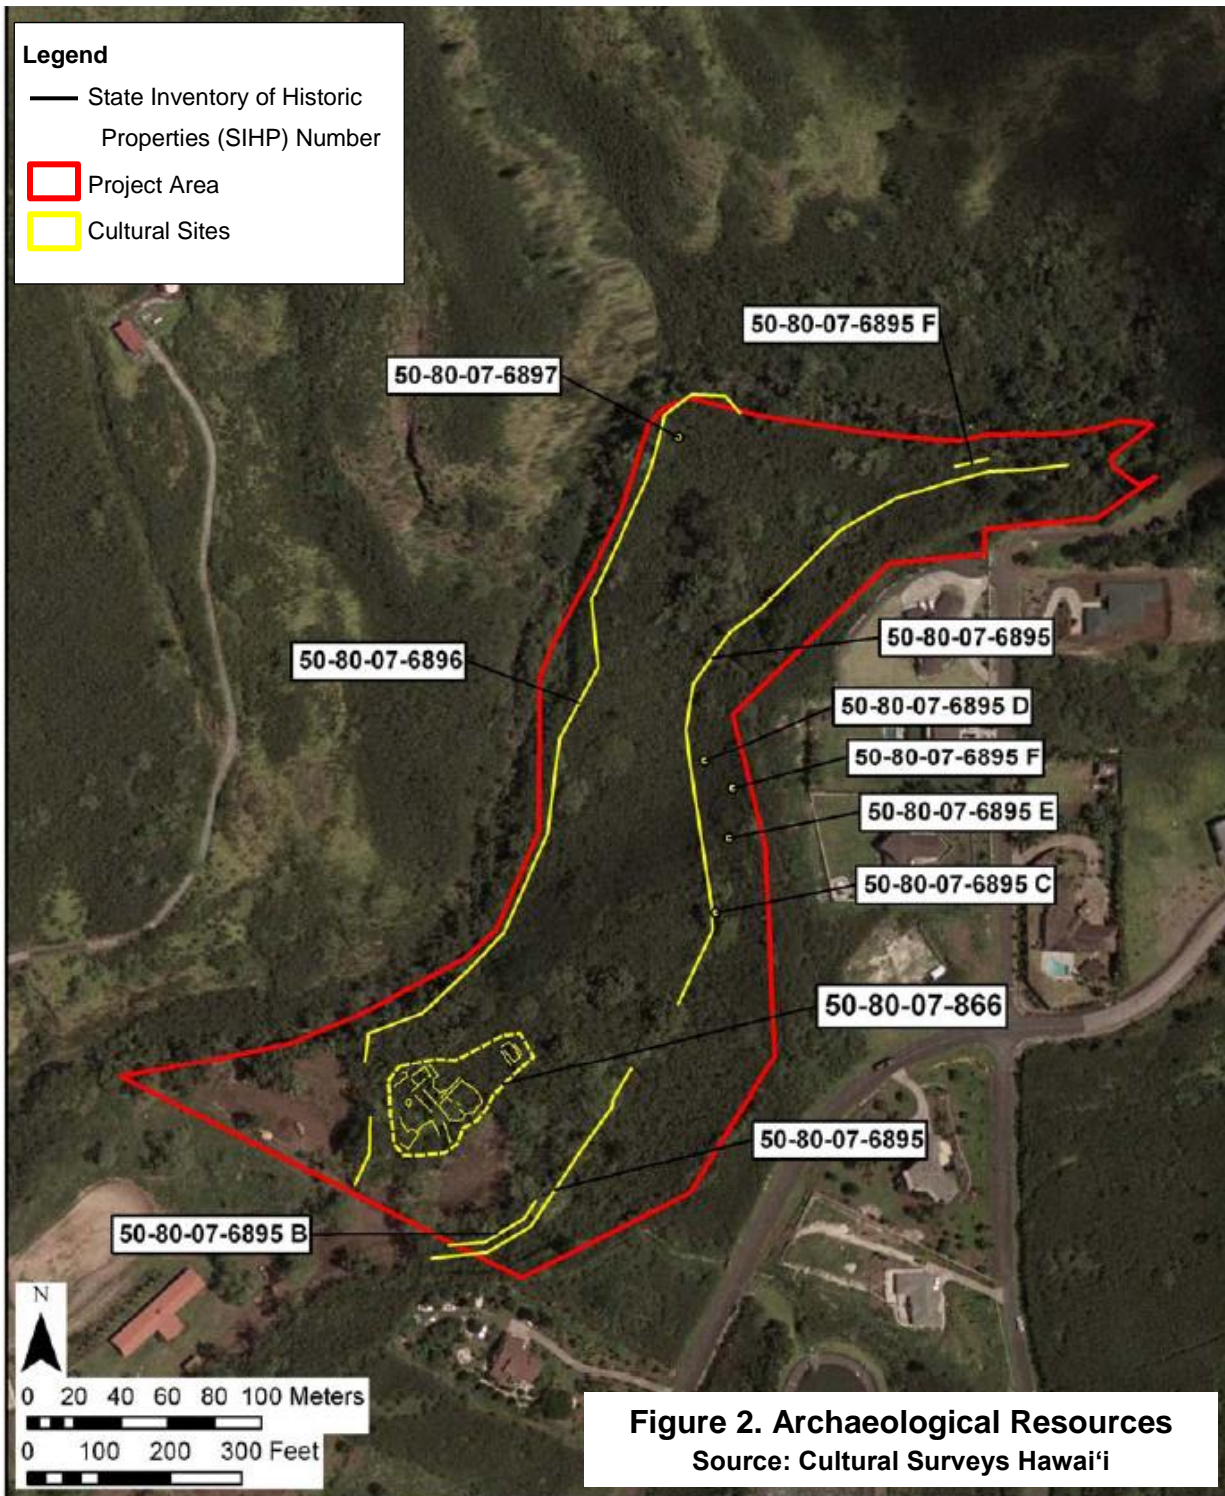 Legend
State Inventory of Historic
Properties (SIHP) Number
Project Area
Cultural Sites
50-80-07-6895 F
50-80-07-6897
50-80-07-6895
50-80-07-6896
50-80-07-6895 D
50-80-07-6895 F
50-80-07-6895 E
50-80-07-6895 C
50-80-07-866
50-80-07-6895
50-80-07-6895 B
N
0 20 40 60 80 100 Meters
0 100 200 300 Feet
Figure 2. Archaeological Resources
Source: Cultural Surveys Hawai‘i